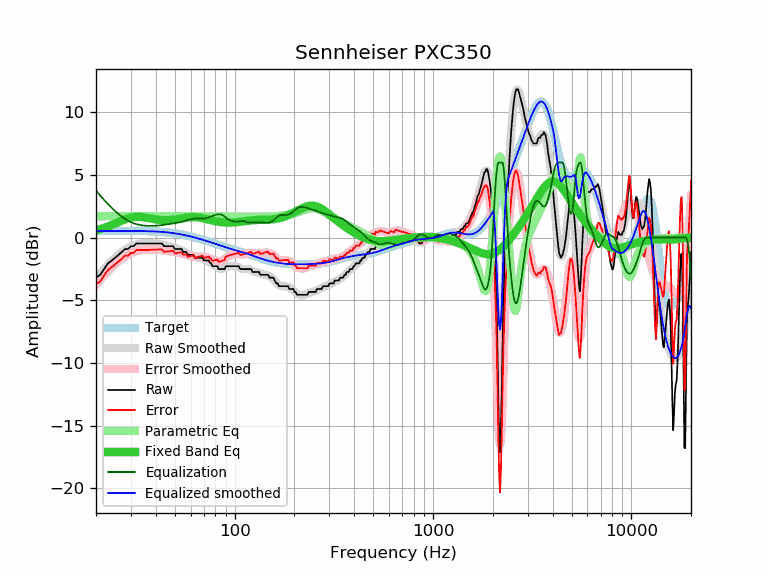 Sennheiser PXC350
Amplitude (dBr)
10
5
0
−5
−10
−15
−20
Target
Raw Smoothed
Error Smoothed
Raw
Error
Parametric Eq
Fixed Band Eq
Equalization
Equalized smoothed
100
1000
10000
Frequency (Hz)